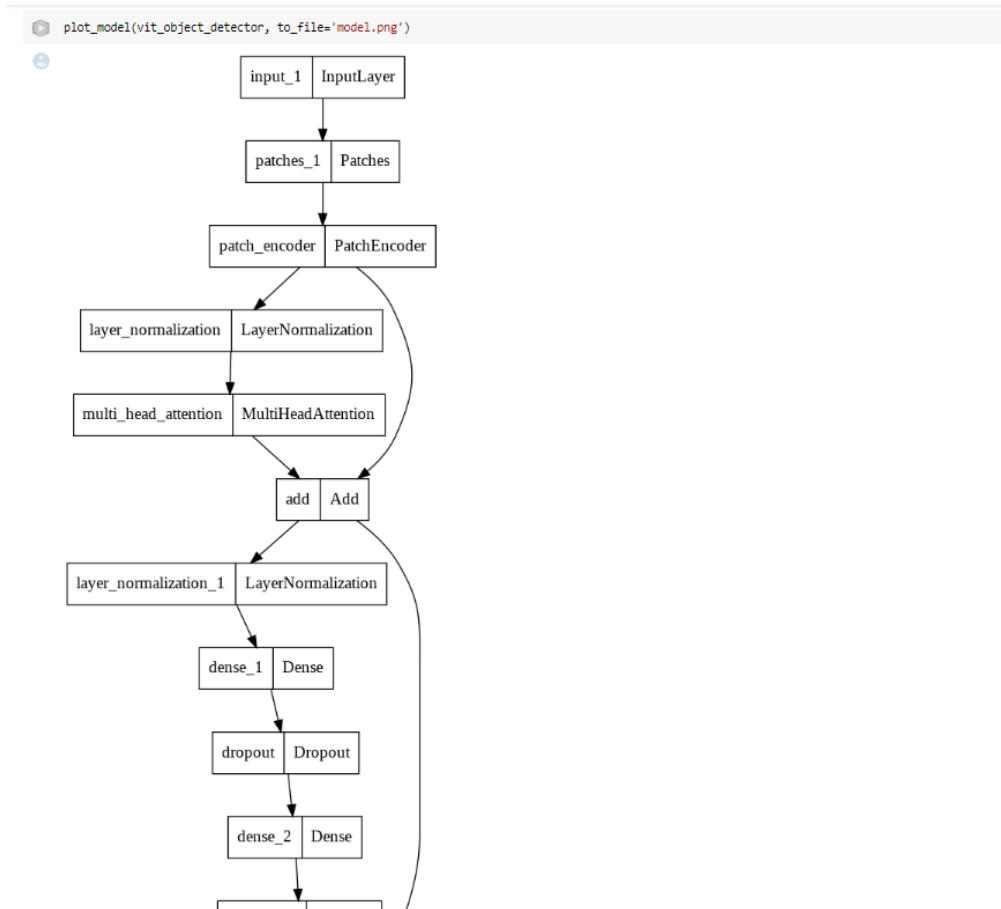 plot_model(vit_object_detector, to_file='model.png')
input_1 InputLayer
patches_1 Patches
patch_encoder PatchEncoder
layer_normalization LayerNormalization
multi_head_attention MultiHeadAttention
add Add
layer_normalization_1 LayerNormalization
dense_1 Dense
dropout Dropout
dense_2 Dense